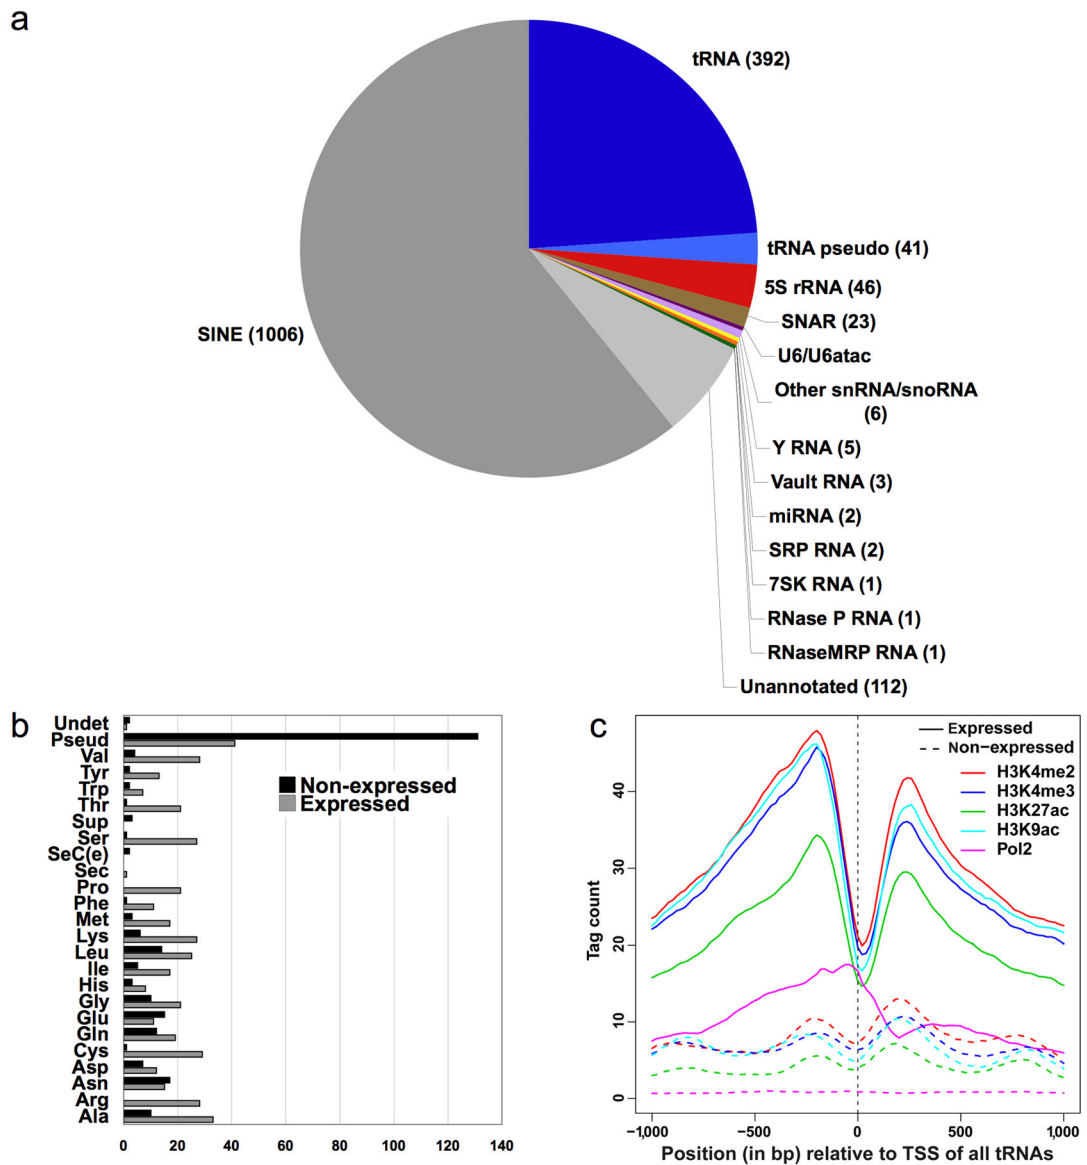 a
tRNA (392)
tRNA pseudo (41)
5S rRNA (46)
SNAR (23)
SINE (1006)
U6/U6atac
Other snRNA/snoRNA
(6)
Y RNA (5)
Vault RNA (3)
miRNA (2)
SRP RNA (2)
7SK RNA (1)
RNase P RNA (1)
RNaseMRP RNA (1)
Unannotated (112)
b
Undet
Pseud
Val
Tyr
Trp
Thr
Sup
Ser
SeC(e)
Sec
Pro
Phe
Met
Lys
Leu
Ile
His
Gly
Glu
Gln
Cys
Asp
Asn
Arg
Ala
Non-expressed
Expressed
0 20 40 60 80 100 120 140
c
Expressed
Non−expressed
H3K4me2
H3K4me3
H3K27ac
H3K9ac
Pol2
Tag count
40
30
20
10
0
−1,000 −500 0 500 1,000
Position (in bp) relative to TSS of all tRNAs